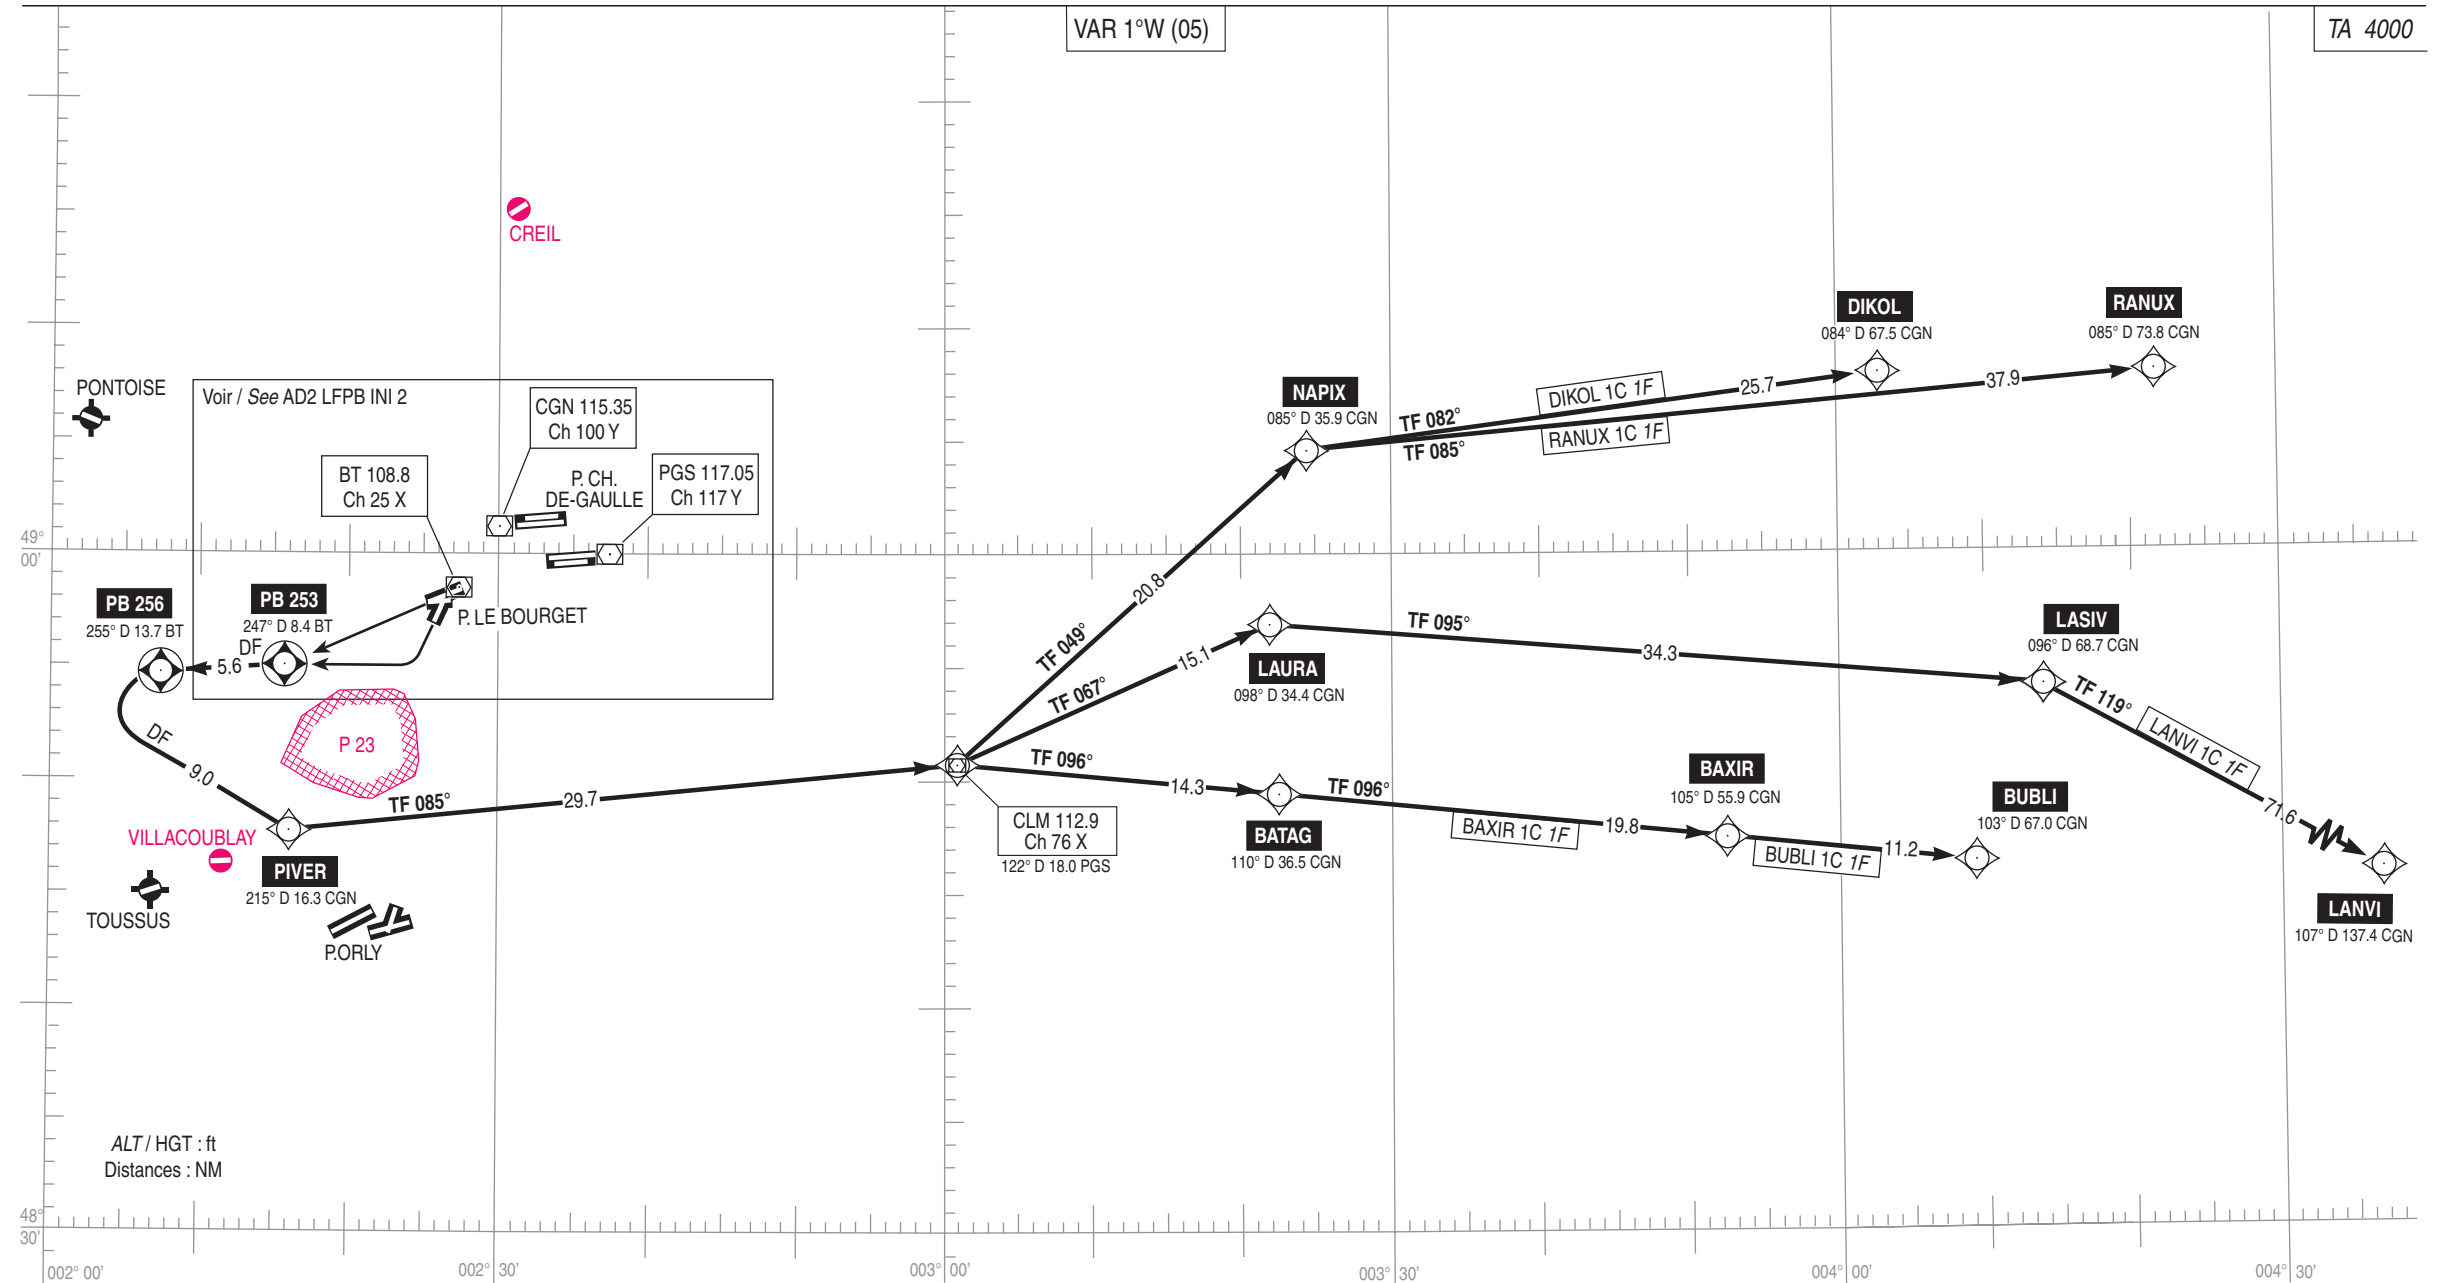 VAR 1°W (05)
TA 4000
CREIL
PONTOISE
Voir / See AD2 LFPB INI 2
CGN 115.35
Ch 100 Y
BT 108.8
Ch 25 X
P. CH.
DE-GAULLE
PGS 117.05
Ch 117 Y
P. LE BOURGET
PB 256
255° D 13.7 BT
PB 253
247° D 8.4 BT
DF
5.6
DF
9.0
P 23
VILLACOUBLAY
TOUSSUS
PIVER
215° D 16.3 CGN
P.ORLY
TF 085°
29.7
CLM 112.9
Ch 76 X
122° D 18.0 PGS
TF 049°
20.8
NAPIX
085° D 35.9 CGN
TF 082°
DIKOL 1C 1F
25.7
DIKOL
084° D 67.5 CGN
TF 085°
RANUX 1C 1F
37.9
RANUX
085° D 73.8 CGN
TF 067°
15.1
LAURA
098° D 34.4 CGN
TF 095°
34.3
LASIV
096° D 68.7 CGN
TF 119°
LANVI 1C 1F
71.6
LANVI
107° D 137.4 CGN
TF 096°
14.3
BATAG
110° D 36.5 CGN
TF 096°
BAXIR 1C 1F
19.8
BAXIR
105° D 55.9 CGN
BUBLI 1C 1F
11.2
BUBLI
103° D 67.0 CGN
ALT / HGT : ft
Distances : NM
49°
00'
48°
30'
002° 00'
002° 30'
003° 00'
003° 30'
004° 00'
004° 30'